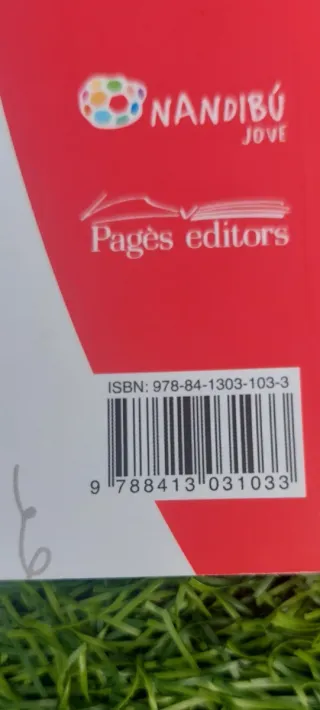 NANDIBÚ
JOVE
Pagès editors
ISBN: 978-84-1303-103-3
9 788413 031033